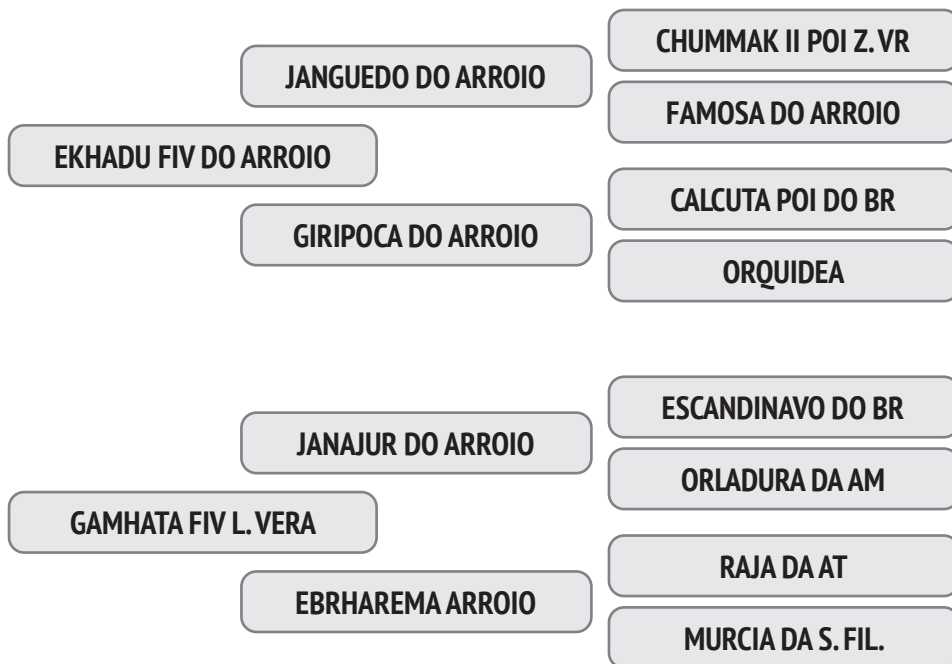 CHUMMAK II POI Z. VR
JANGUEDO DO ARROIO
FAMOSA DO ARROIO
EKHADU FIV DO ARROIO
CALCUTA POI DO BR
GIRIPOCA DO ARROIO
ORQUIDEA
ESCANDINAVO DO BR
JANAJUR DO ARROIO
ORLADURA DA AM
GAMHATA FIV L. VERA
RAJA DA AT
EBRHAREMA ARROIO
MURCIA DA S. FIL.